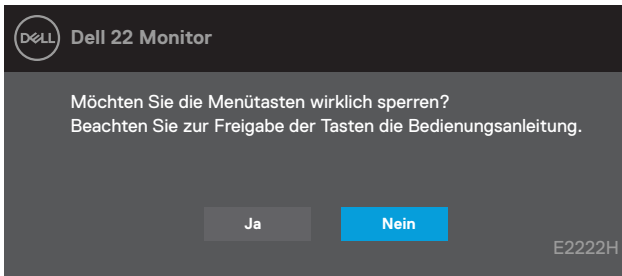 DELL Dell 22 Monitor
Möchten Sie die Menütasten wirklich sperren?
Beachten Sie zur Freigabe der Tasten die Bedienungsanleitung.
Ja Nein
E2222H